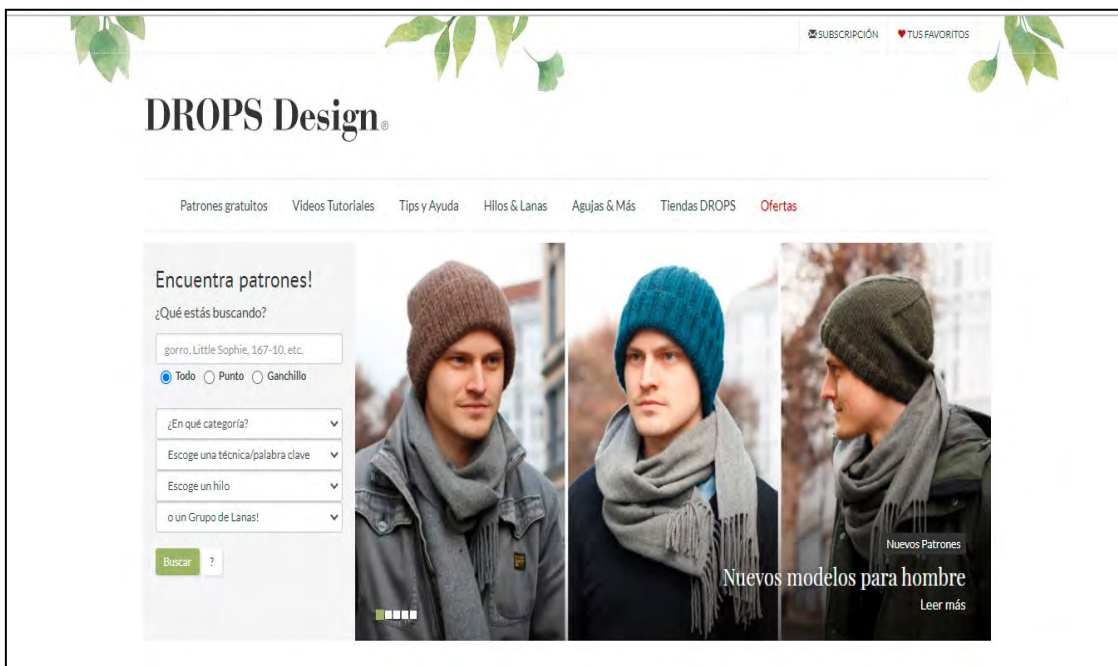 SUBSCRIPCIÓN TUS FAVORITOS
DROPS Design®
Patrones gratuitos Videos Tutoriales Tips y Ayuda Hilos & Lanas Agujas & Más Tiendas DROPS Ofertas
Encuentra patrones!
¿Qué estás buscando?
gorro, Little Sophie, 167-10, etc.
Todo Punto Ganchillo
¿En qué categoría?
Escoge una técnica/palabra clave
Escoge un hilo
o un Grupo de Lanas!
Buscar ?
Nuevos Patrones
Nuevos modelos para hombre
Leer más